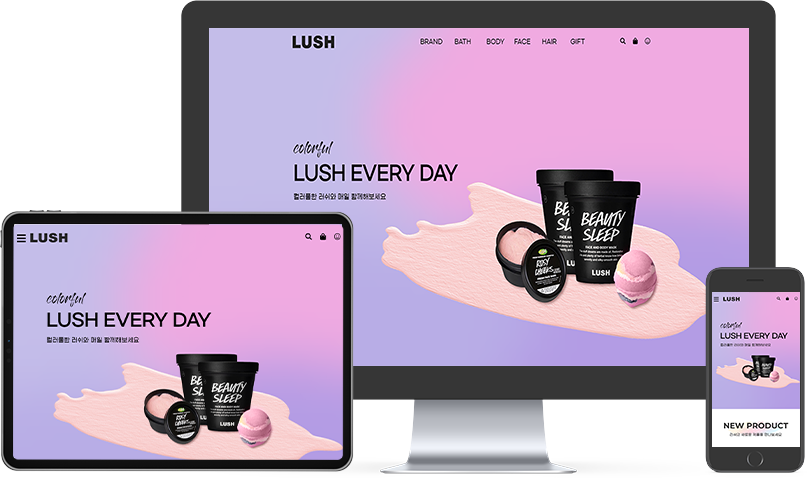 LUSH
BRAND BATH BODY FACE HAIR GIFT
colorful
LUSH EVERY DAY
컬러풀한 러쉬와 매일 함께해보세요
BEAUTY
SLEEP
FACE AND BODY MASK
LUSH
ROSY
CHEEKS
LUSH
colorful
LUSH EVERY DAY
컬러풀한 러쉬와 매일 함께해보세요
BEAUTY
SLEEP
FACE AND BODY MASK
LUSH
ROSY
CHEEKS
LUSH
colorful
LUSH EVERY DAY
컬러풀한 러쉬와 매일 함께해보세요
NEW PRODUCT